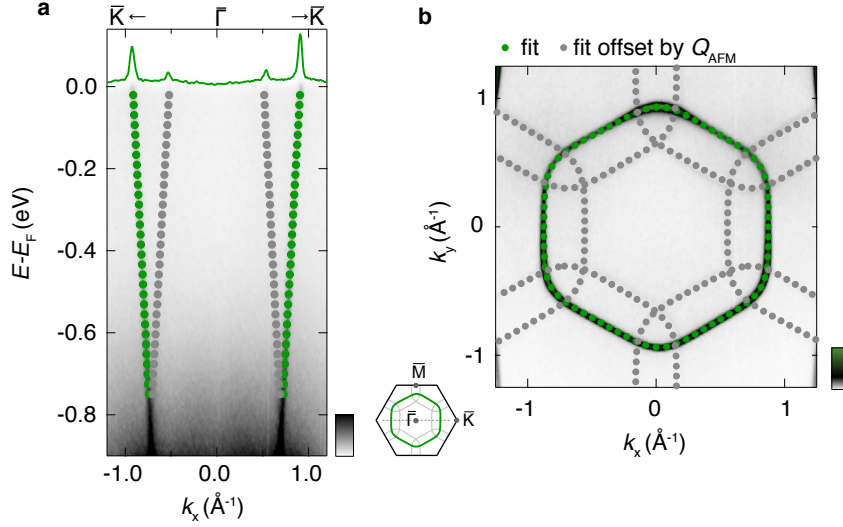 a
K̅ ← Γ̅ → K̅
0.0
-0.2
-0.4
-0.6
-0.8
E-E_F (eV)
-1.0 0.0 1.0
k_x (Å⁻¹)
M̅
Γ̅
K̅
b
fit fit offset by Q_AFM
1
0
-1
k_y (Å⁻¹)
-1 0 1
k_x (Å⁻¹)